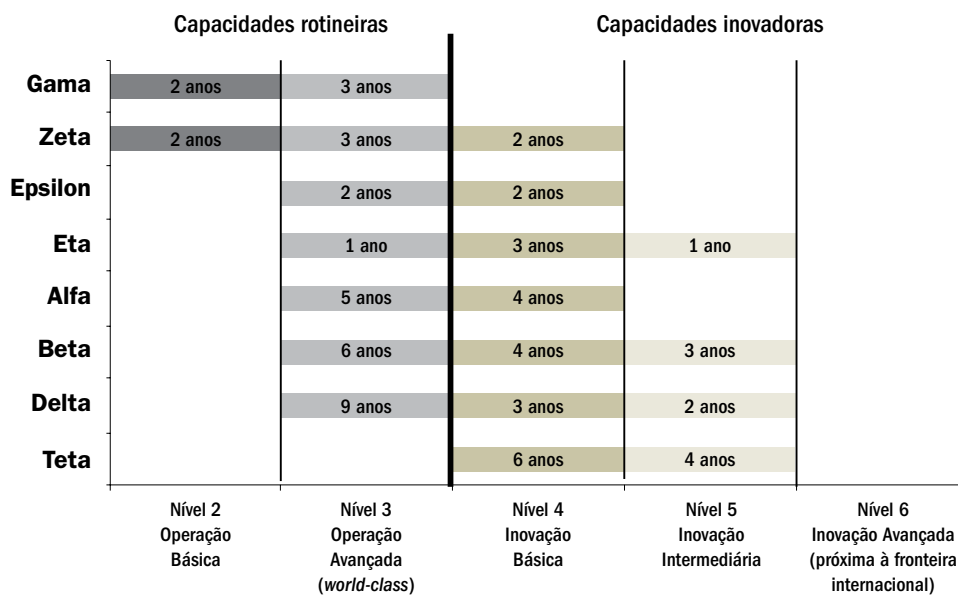 Capacidades rotineiras Capacidades inovadoras
Gama 2 anos 3 anos
Zeta 2 anos 3 anos 2 anos
Epsilon 2 anos 2 anos
Eta 1 ano 3 anos 1 ano
Alfa 5 anos 4 anos
Beta 6 anos 4 anos 3 anos
Delta 9 anos 3 anos 2 anos
Teta 6 anos 4 anos
Nível 2
Operação
Básica
Nível 3
Operação
Avançada
(world-class)
Nível 4
Inovação
Básica
Nível 5
Inovação
Intermediária
Nível 6
Inovação Avançada
(próxima à fronteira
internacional)